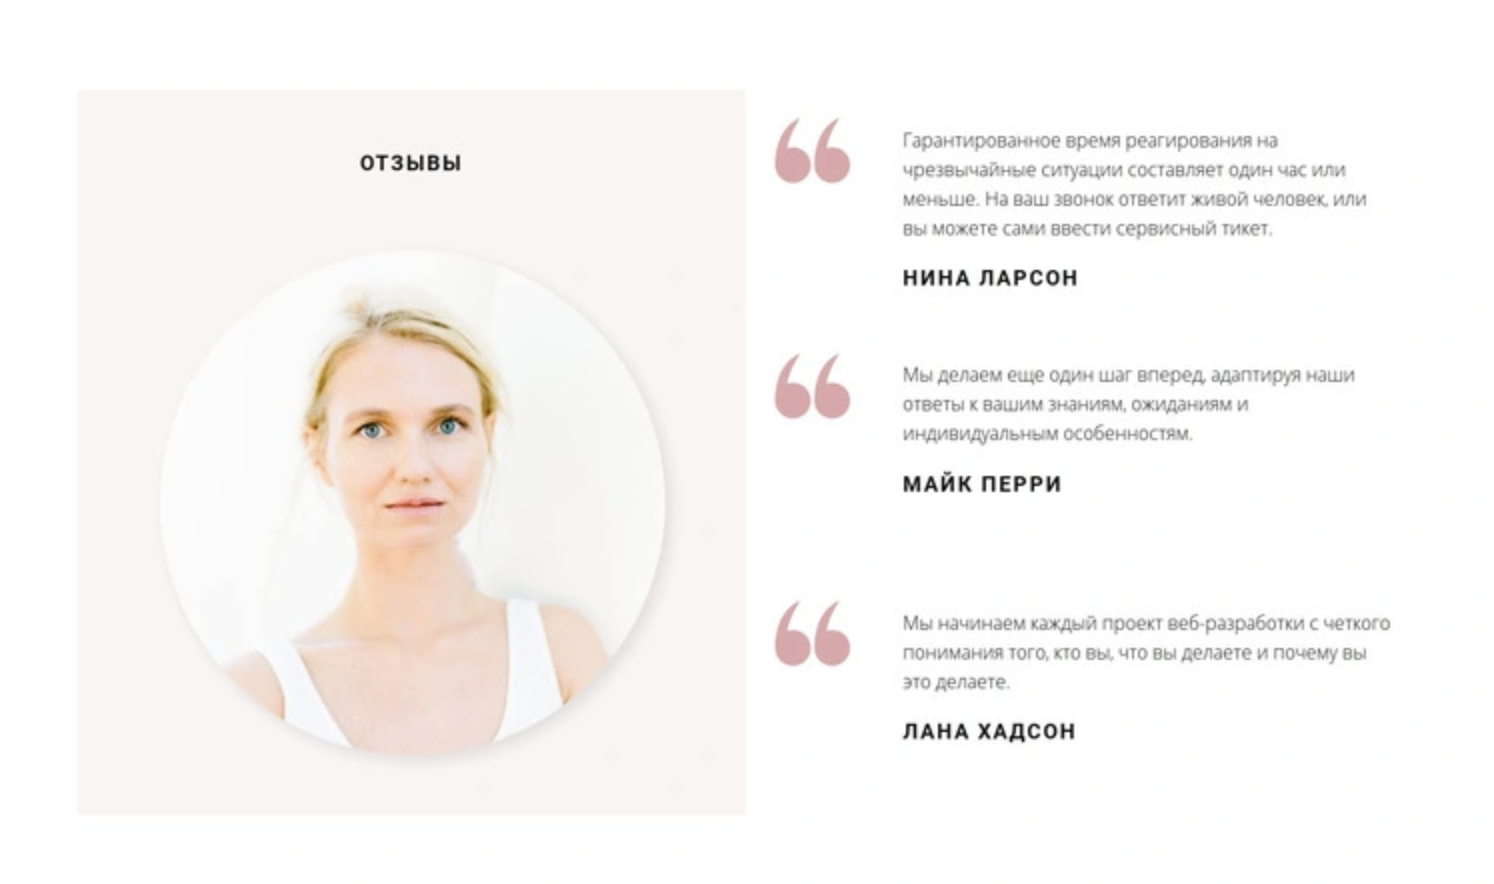 ОТЗЫВЫ
Гарантированное время реагирования на
чрезвычайные ситуации составляет один час или
меньше. На ваш звонок ответит живой человек, или
вы можете сами ввести сервисный тикет.
НИНА ЛАРСОН
Мы делаем еще один шаг вперед, адаптируя наши
ответы к вашим знаниям, ожиданиям и
индивидуальным особенностям.
МАЙК ПЕРРИ
Мы начинаем каждый проект веб-разработки с четкого
понимания того, кто вы, что вы делаете и почему вы
это делаете.
ЛАНА ХАДСОН